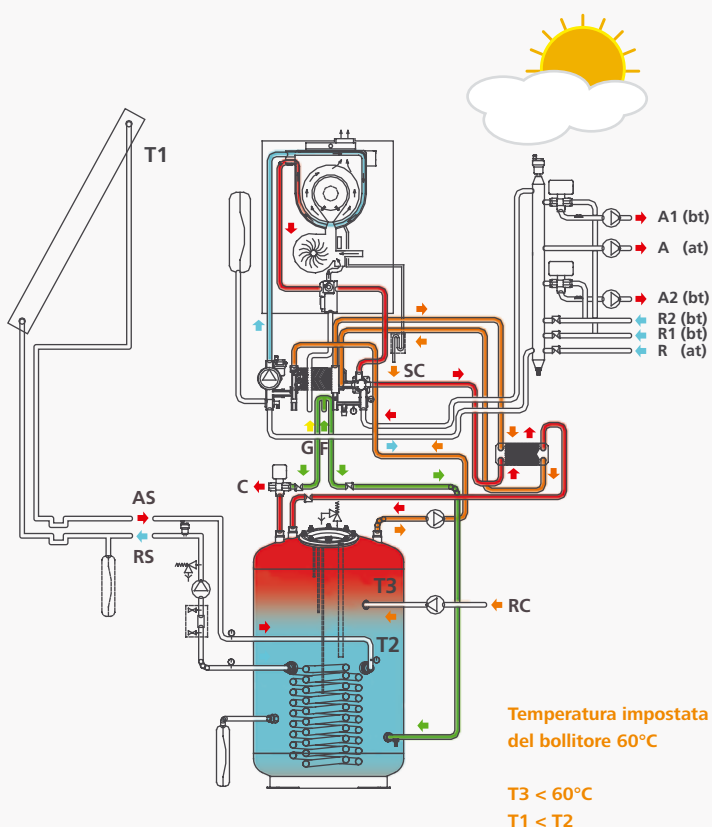 T1
A1 (bt)
A (at)
A2 (bt)
R2 (bt)
R1 (bt)
R (at)
SC
G F
C
AS
RS
T3
RC
T2
Temperatura impostata
del bollitore 60°C
T3 < 60°C
T1 < T2